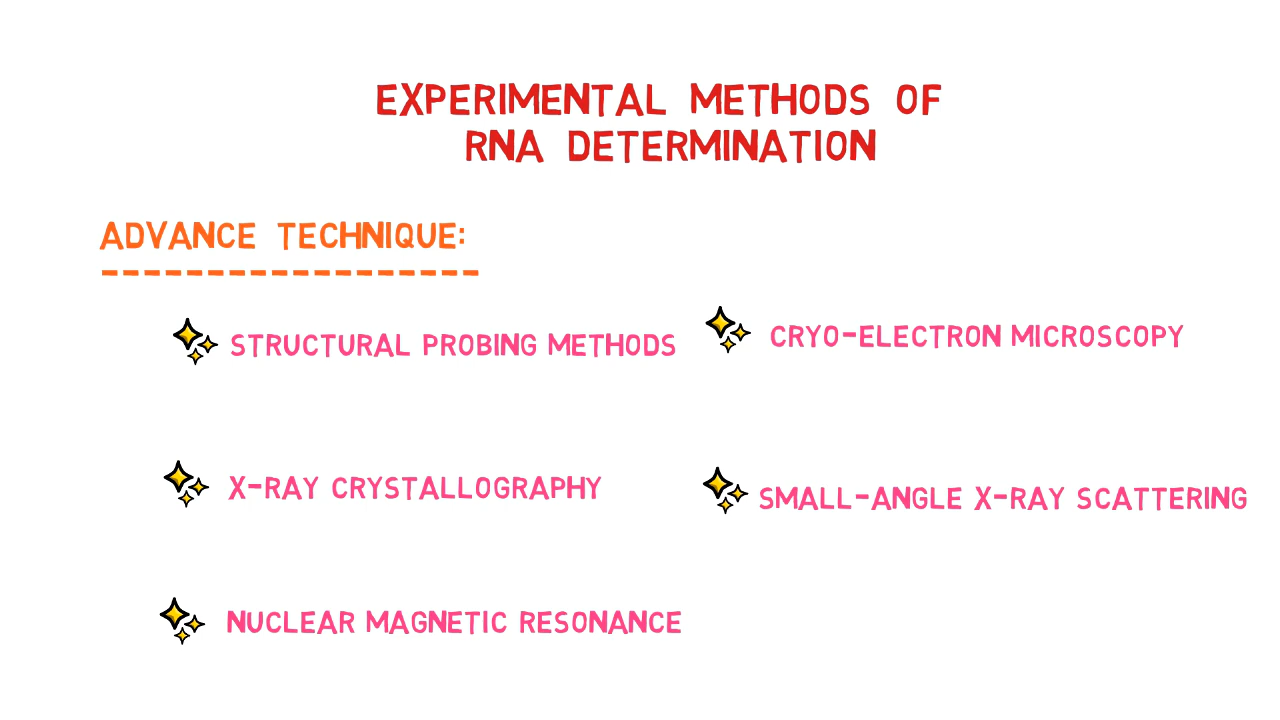 EXPERIMENTAL METHODS OF
RNA DETERMINATION
ADVANCE TECHNIQUE:
------------------
STRUCTURAL PROBING METHODS
X-RAY CRYSTALLOGRAPHY
NUCLEAR MAGNETIC RESONANCE
CRYO-ELECTRON MICROSCOPY
SMALL-ANGLE X-RAY SCATTERING